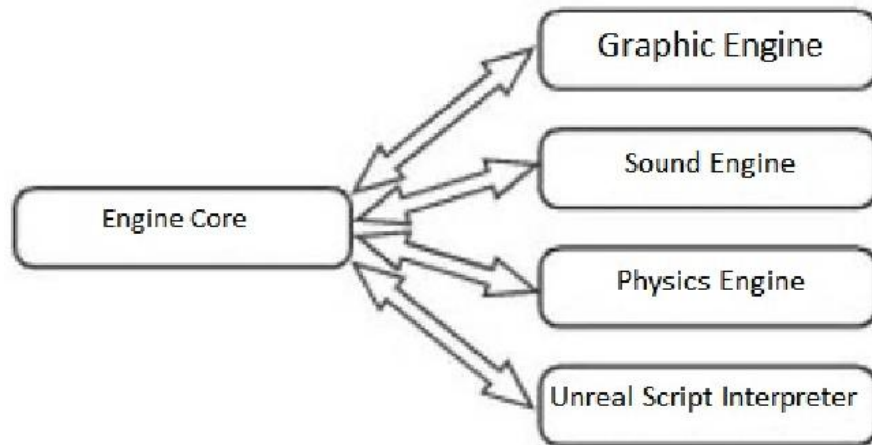 Graphic Engine
Sound Engine
Engine Core
Physics Engine
Unreal Script Interpreter